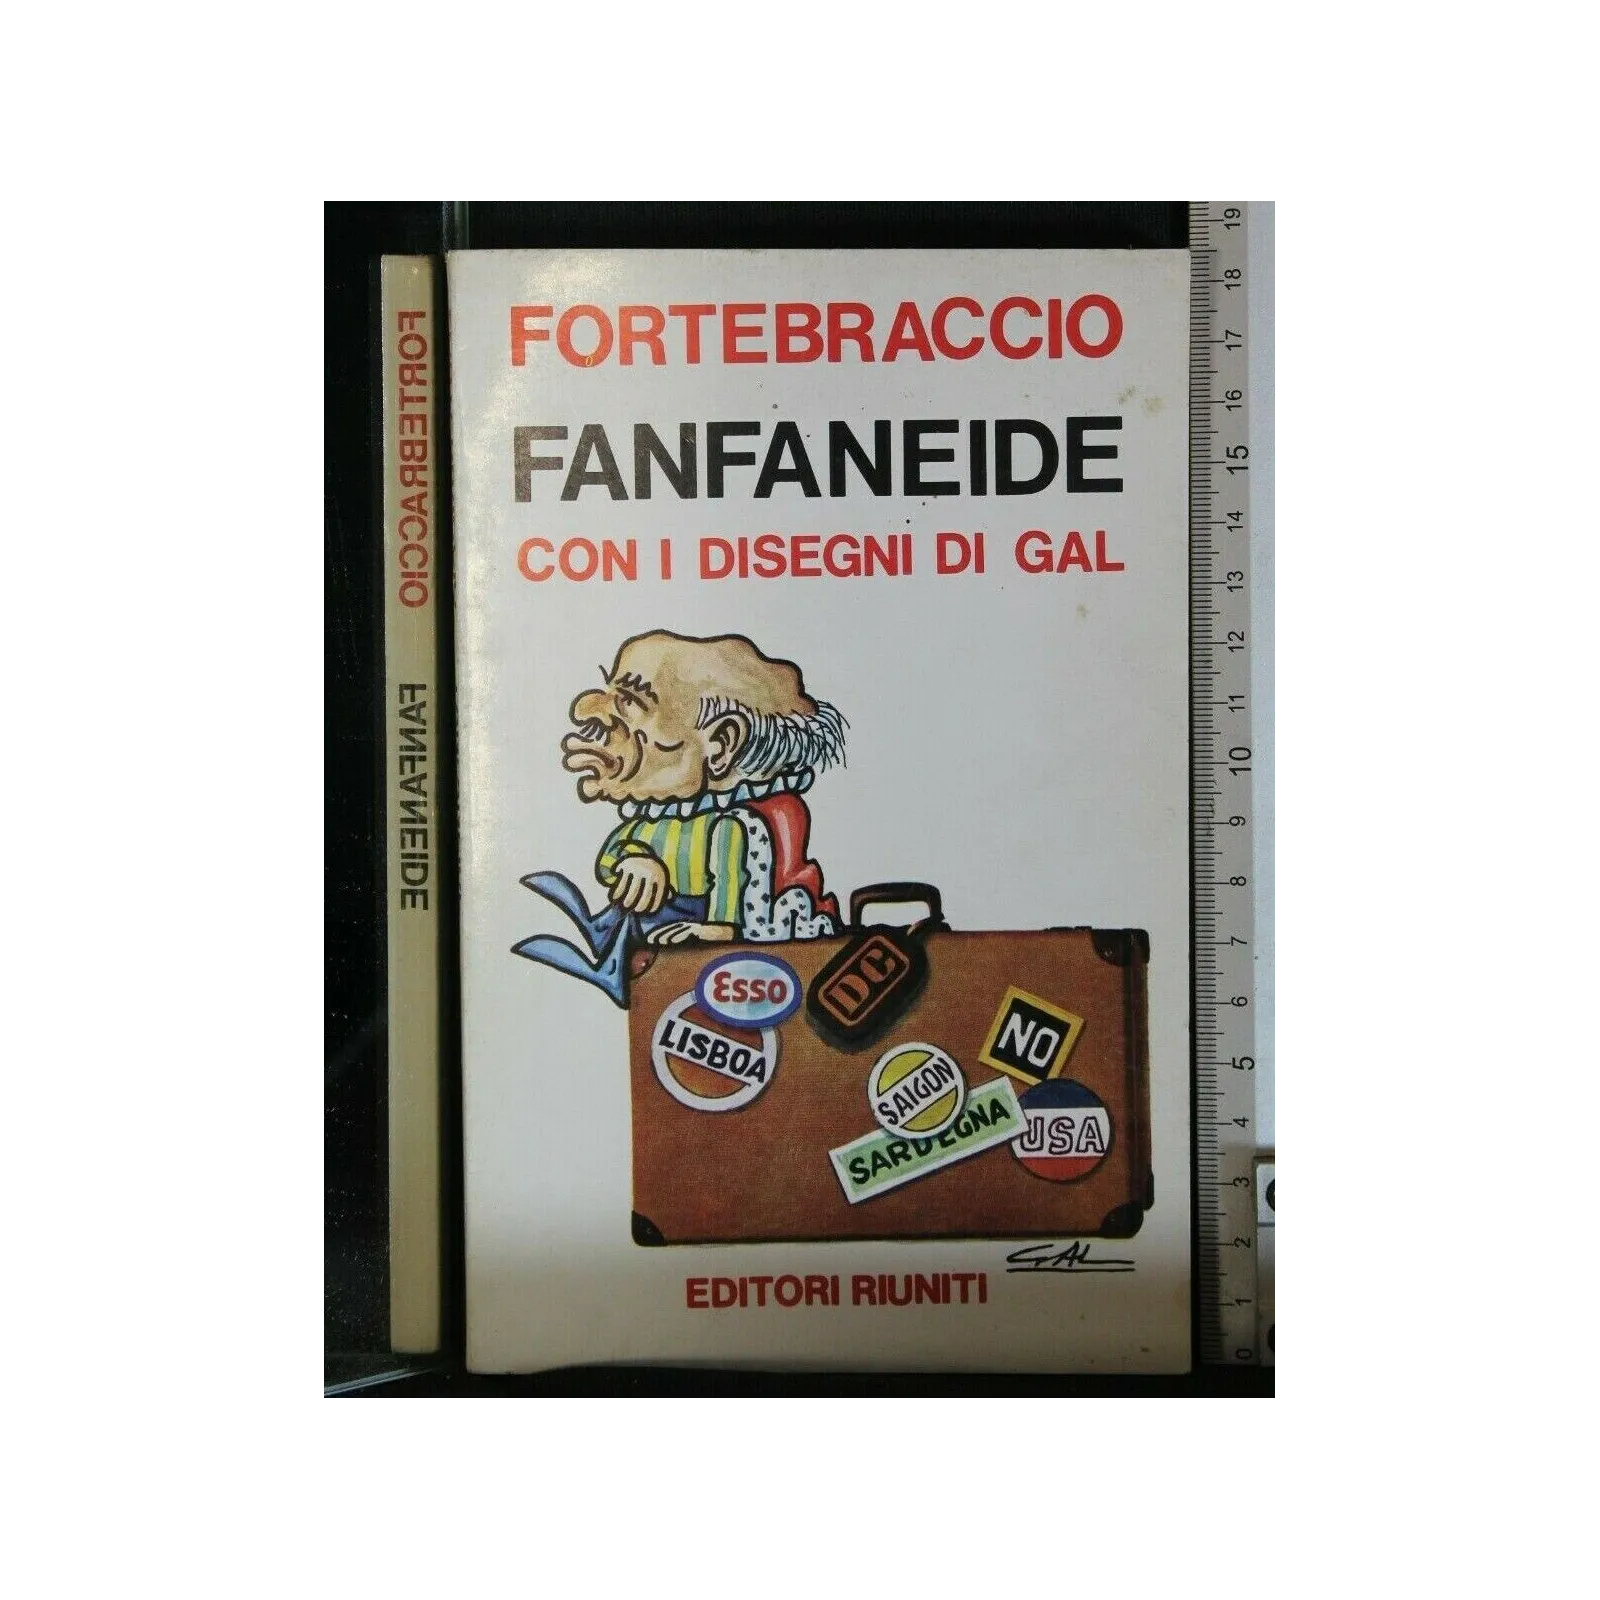 FORTEBRACCIO
FANFANEIDE
CON I DISEGNI DI GAL
ESSO
DC
LISBOA
NO
SAIGON
SARDEGNA
USA
GAL
EDITORI RIUNITI
FORTEBRACCIO FANFANEIDE
19
18
17
16
15
14
13
12
11
10
9
8
7
6
5
4
3
2
1
0